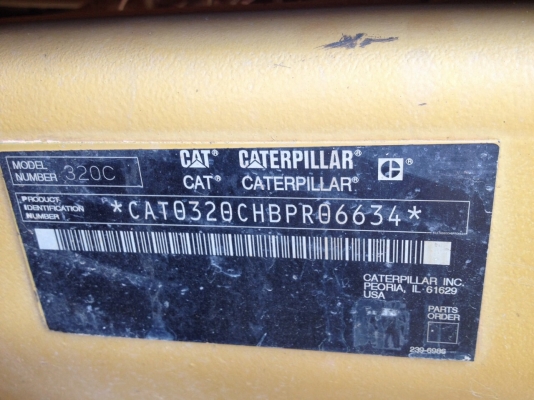 MODEL NUMBER 320C
CAT CATERPILLAR
CAT® CATERPILLAR®
PRODUCT IDENTIFICATION NUMBER *CAT0320CHBPR06634*
CATERPILLAR INC.
PEORIA, IL 61629
USA
PARTS ORDER